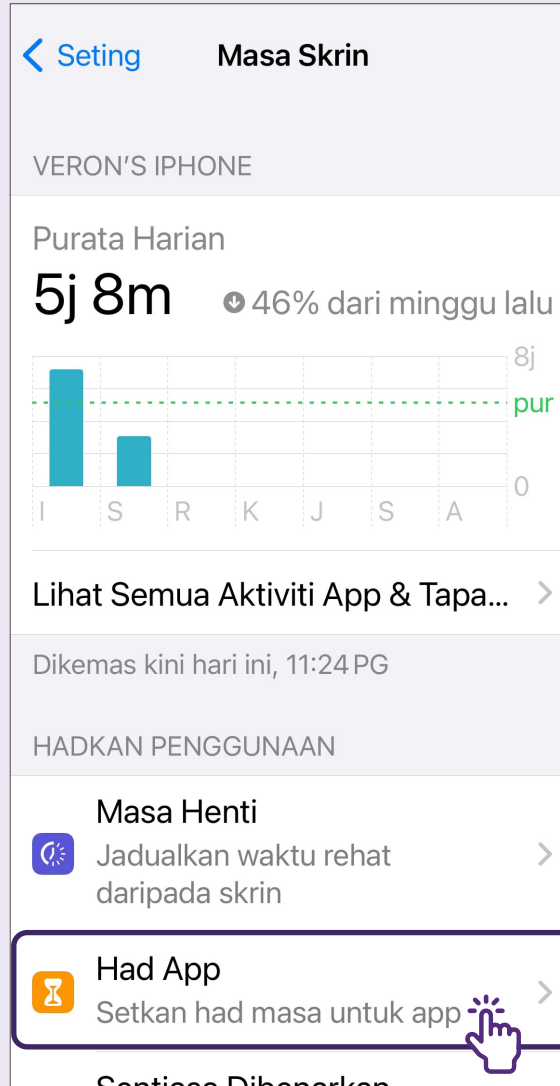 Seting Masa Skrin
VERON'S IPHONE
Purata Harian
5j 8m 46% dari minggu lalu
8j
pur
0
I S R K J S A
Lihat Semua Aktiviti App & Tapa...
Dikemas kini hari ini, 11:24 PG
HADKAN PENGGUNAAN
Masa Henti
Jadualkan waktu rehat
daripada skrin
Had App
Setkan had masa untuk app
Sentiasa Dibenarkan